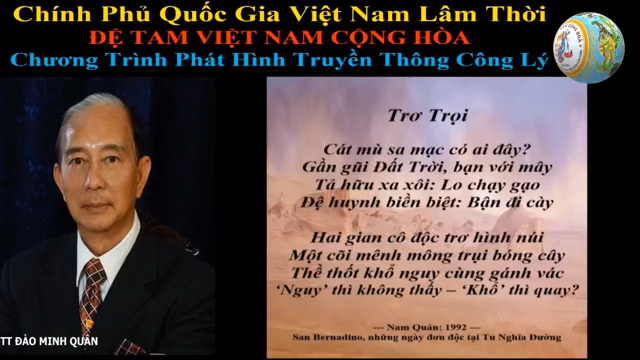 Chính Phủ Quốc Gia Việt Nam Lâm Thời
ĐỆ TAM VIỆT NAM CỘNG HÒA
Chương Trình Phát Hình Truyền Thông Công Lý
Trơ Trọi
Cát mù sa mạc có ai đây?
Gần gũi Đất Trời, bạn với mây
Tả hữu xa xôi: Lo chạy gạo
Đệ huynh biền biệt: Bận đi cày
Hai gian cô độc trơ hình núi
Một cõi mênh mông trụi bóng cây
Thề thốt khổ nguy cùng gánh vác
‘Nguy’ thì không thấy – ‘Khổ’ thì quay?
--- Nam Quân: 1992 ---
San Bernadino, những ngày đơn độc tại Tu Nghĩa Đường
TT ĐÀO MINH QUÂN